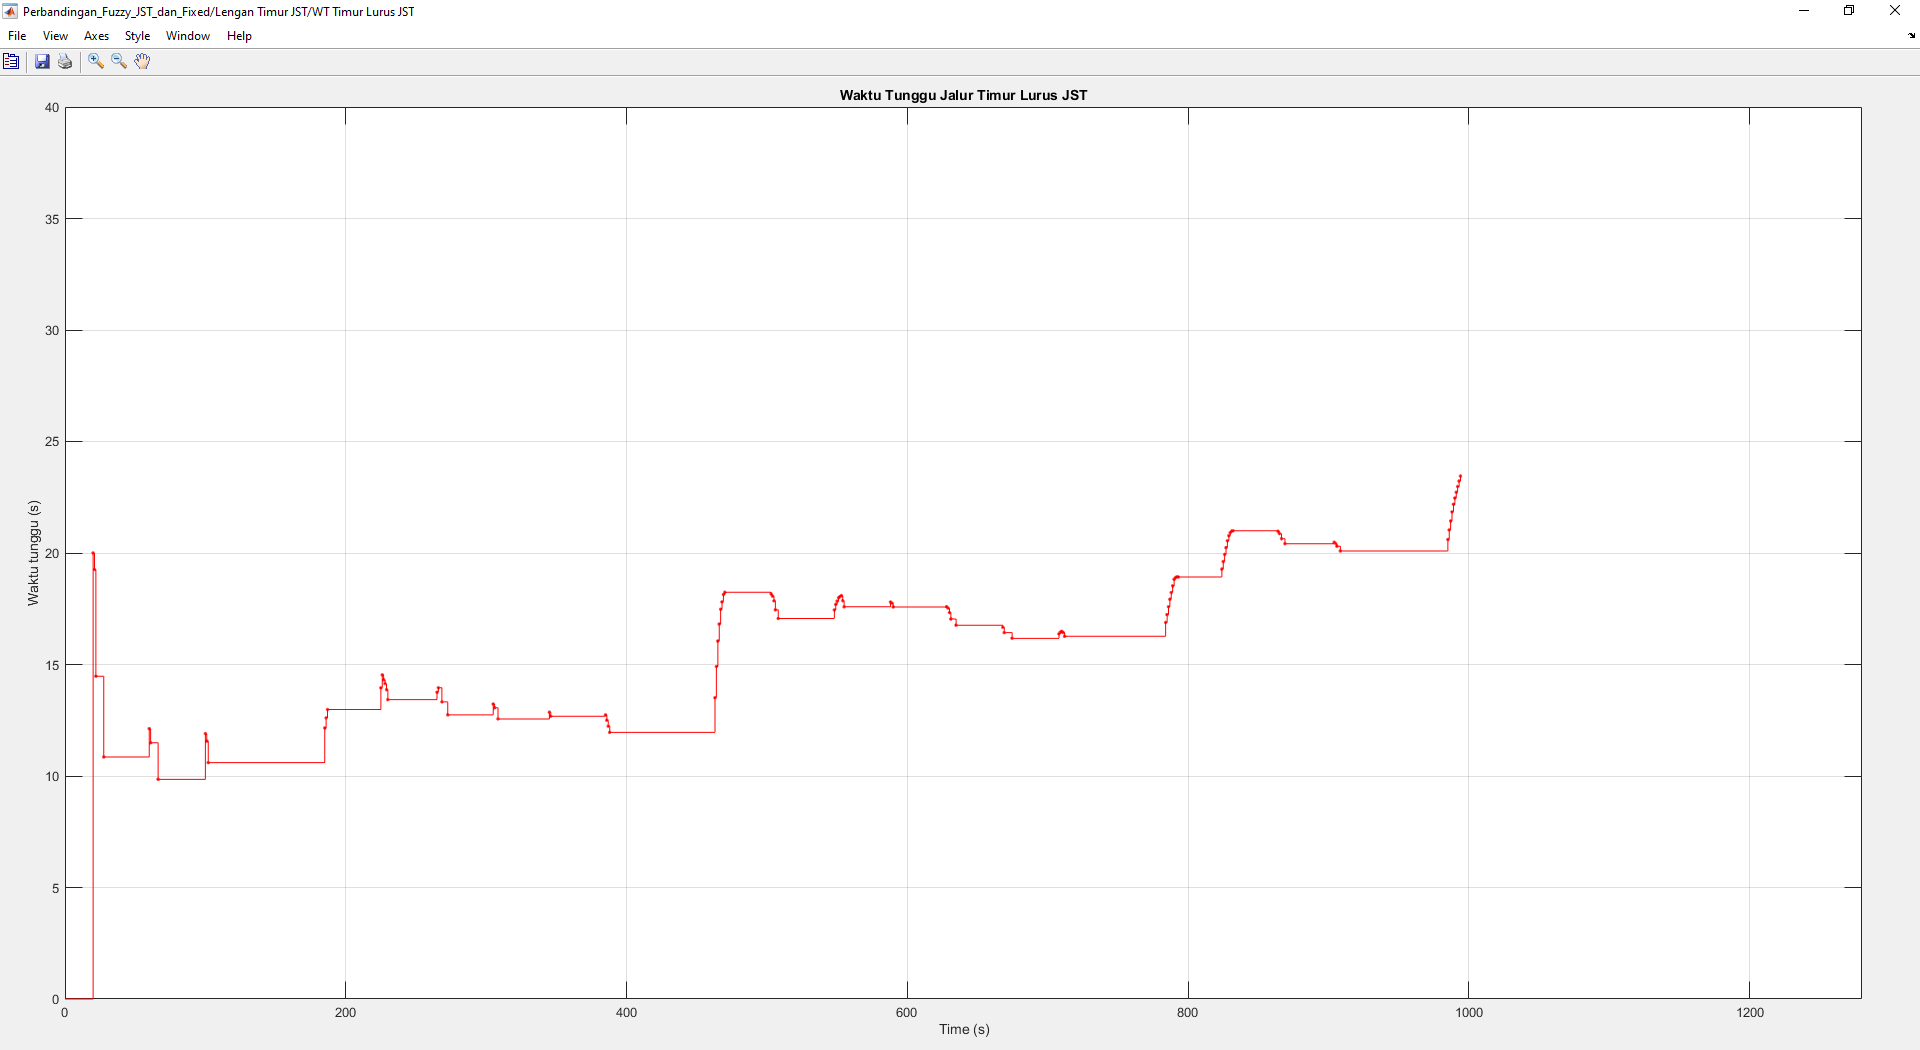 Perbandingan_Fuzzy_JST_dan_Fixed/Lengan Timur JST/WT Timur Lurus JST
File View Axes Style Window Help
Waktu Tunggu Jalur Timur Lurus JST
40
35
30
25
20
15
10
5
0
Waktu tunggu (s)
0 200 400 600 800 1000 1200
Time (s)